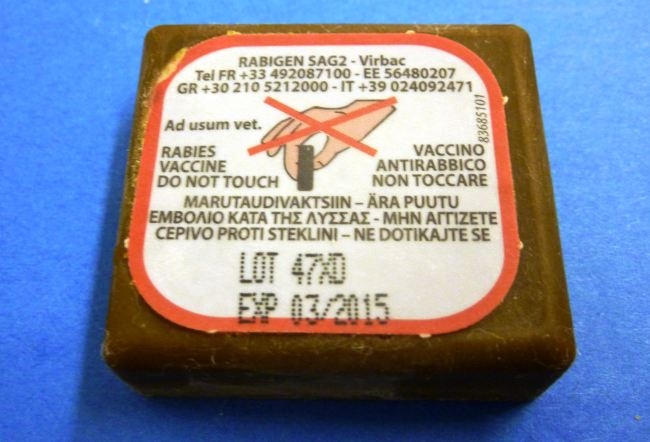 RABIGEN SAG2 - Virbac
Tel FR +33 492087100 - EE 56480207
GR +30 210 5212000 - IT +39 024092471
83685101
Ad usum vet.
RABIES
VACCINE
DO NOT TOUCH
VACCINO
ANTIRABBICO
NON TOCCARE
MARUTAUDIVAKTSIIN – ÄRA PUUTU
ΕΜΒΟΛΙΟ ΚΑΤΑ ΤΗΣ ΛΥΣΣΑΣ - ΜΗΝ ΑΓΓΙΖΕΤΕ
CEPIVO PROTI STEKLINI – NE DOTIKAJTE SE
LOT 47XD
EXP 03/2015